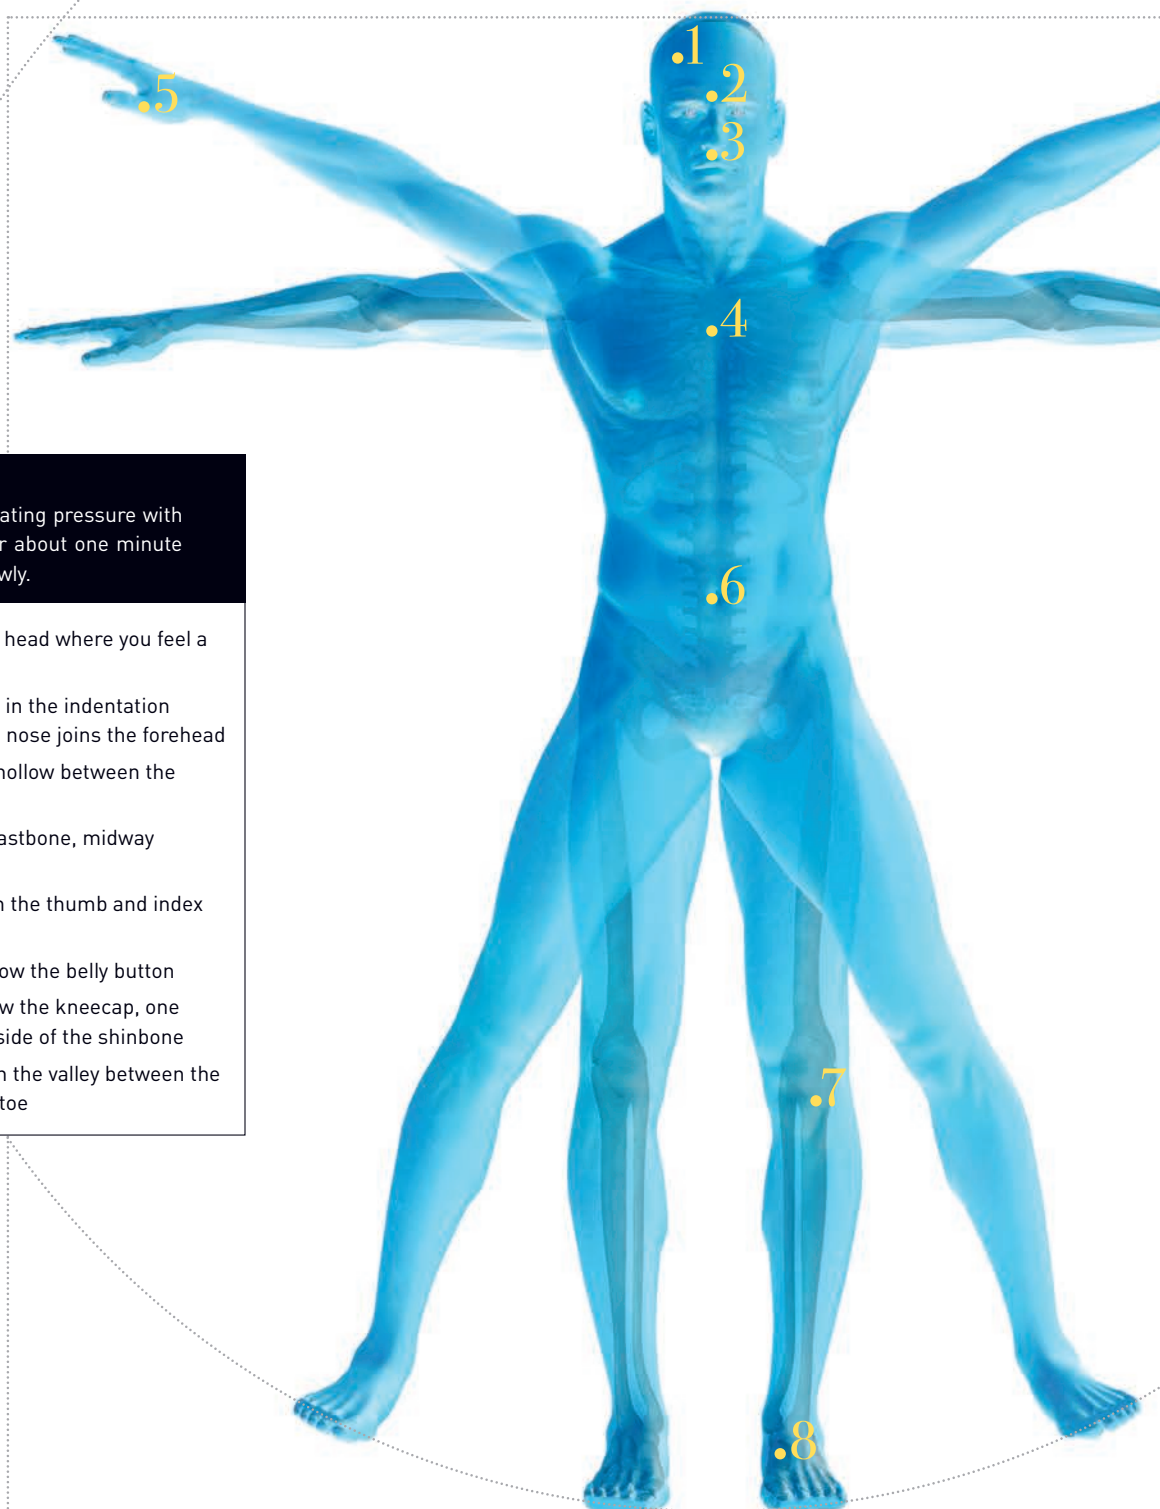 .1
.2
.3
.4
.5
.6
.7
.8
ating pressure with
r about one minute
wly.
head where you feel a
in the indentation
nose joins the forehead
hollow between the
astbone, midway
n the thumb and index
ow the belly button
w the kneecap, one
side of the shinbone
n the valley between the
toe